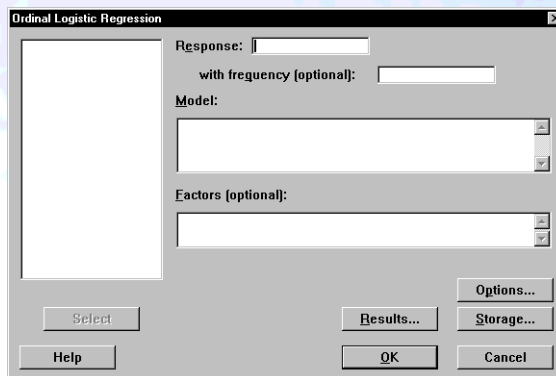 Ordinal Logistic Regression
Response:
with frequency (optional):
Model:
Factors (optional):
Options...
Select
Results...
Storage...
Help
OK
Cancel